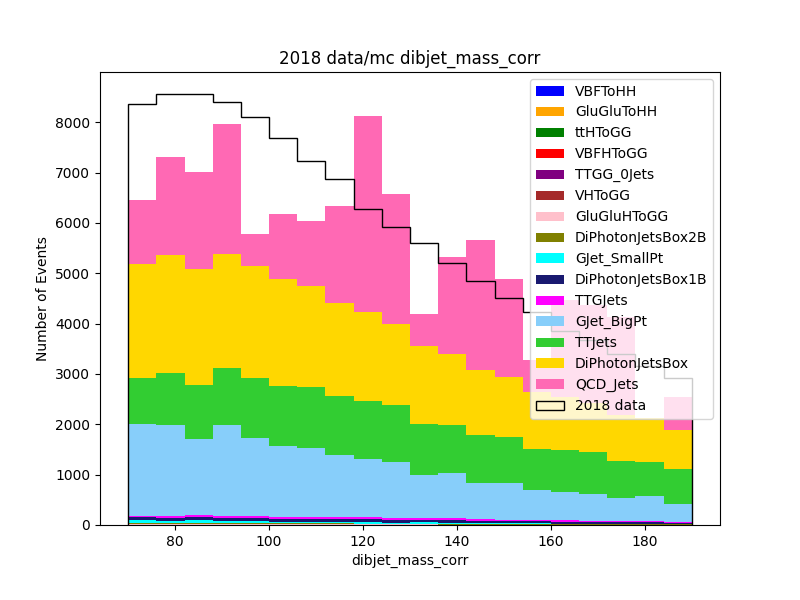 2018 data/mc dibjet_mass_corr
Number of Events
8000
7000
6000
5000
4000
3000
2000
1000
0
80
100
120
140
160
180
dibjet_mass_corr
VBFToHH
GluGluToHH
ttHToGG
VBFHToGG
TTGG_0Jets
VHToGG
GluGluHToGG
DiPhotonJetsBox2B
GJet_SmallPt
DiPhotonJetsBox1B
TTGJets
GJet_BigPt
TTJets
DiPhotonJetsBox
QCD_Jets
2018 data